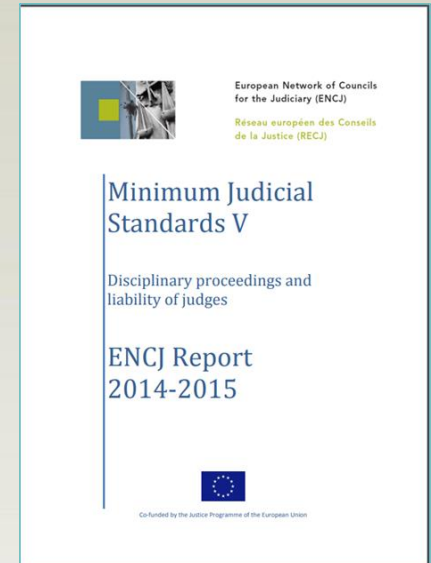 European Network of Councils
for the Judiciary (ENCJ)
Réseau européen des Conseils
de la Justice (RECJ)
Minimum Judicial
Standards V
Disciplinary proceedings and
liability of judges
ENCJ Report
2014-2015
Co-funded by the Justice Programme of the European Union